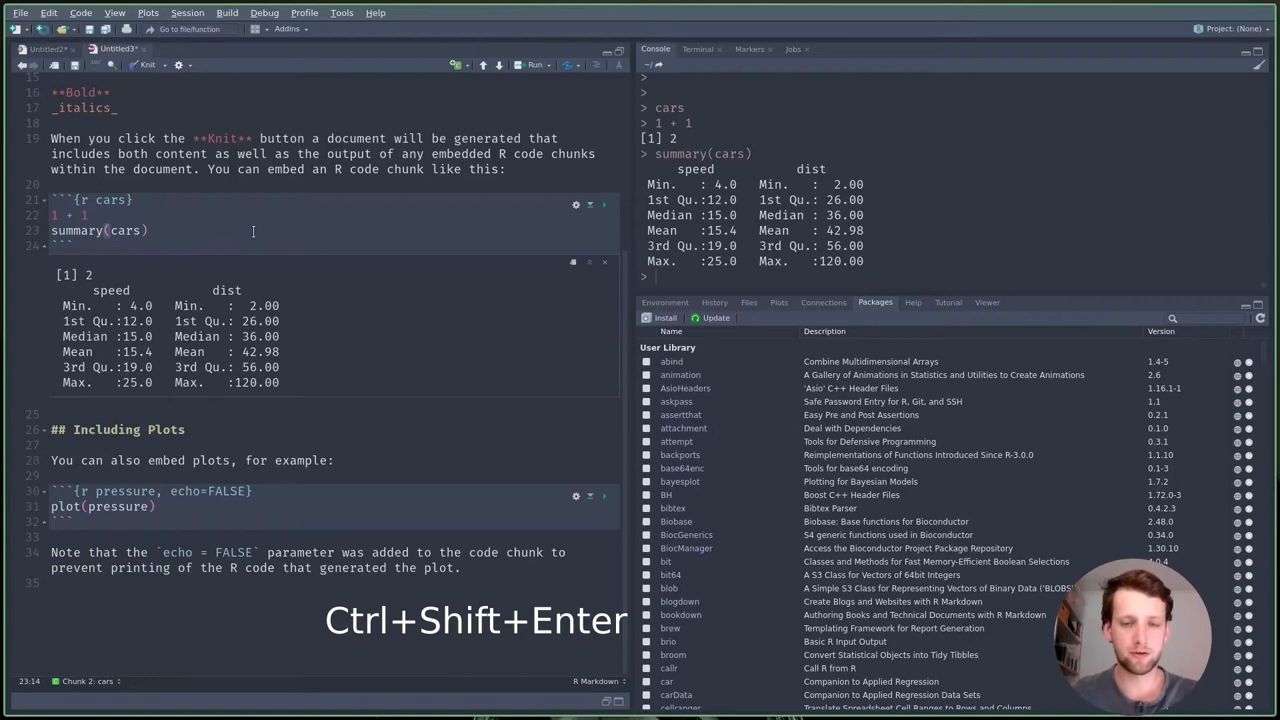 File Edit Code View Plots Session Build Debug Profile Tools Help
Go to file/function Addins Project: (None)
Untitled2* Untitled3*
Knit Run
15
16 **Bold**
17 _italics_
18
19 When you click the **Knit** button a document will be generated that
includes both content as well as the output of any embedded R code chunks
within the document. You can embed an R code chunk like this:
20
21 ```{r cars}
22 1 + 1
23 summary(cars)
24 ```
[1] 2
speed dist
Min. : 4.0 Min. : 2.00
1st Qu.:12.0 1st Qu.: 26.00
Median :15.0 Median : 36.00
Mean :15.4 Mean : 42.98
3rd Qu.:19.0 3rd Qu.: 56.00
Max. :25.0 Max. :120.00
25
26 ## Including Plots
27
28 You can also embed plots, for example:
29
30 ```{r pressure, echo=FALSE}
31 plot(pressure)
32 ```
33
34 Note that the `echo = FALSE` parameter was added to the code chunk to
prevent printing of the R code that generated the plot.
35
Ctrl+Shift+Enter
23:14 Chunk 2: cars R Markdown
Console Terminal Markers Jobs
~/
>
>
> cars
> 1 + 1
[1] 2
> summary(cars)
speed dist
Min. : 4.0 Min. : 2.00
1st Qu.:12.0 1st Qu.: 26.00
Median :15.0 Median : 36.00
Mean :15.4 Mean : 42.98
3rd Qu.:19.0 3rd Qu.: 56.00
Max. :25.0 Max. :120.00
>
Environment History Files Plots Connections Packages Help Tutorial Viewer
Install Update
Name Description Version
User Library
abind Combine Multidimensional Arrays 1.4-5
animation A Gallery of Animations in Statistics and Utilities to Create Animations 2.6
AsioHeaders 'Asio' C++ Header Files 1.16.1-1
askpass Safe Password Entry for R, Git, and SSH 1.1
assertthat Easy Pre and Post Assertions 0.2.1
attachment Deal with Dependencies 0.1.0
attempt Tools for Defensive Programming 0.3.1
backports Reimplementations of Functions Introduced Since R-3.0.0 1.1.10
base64enc Tools for base64 encoding 0.1-3
bayesplot Plotting for Bayesian Models 1.7.2
BH Boost C++ Header Files 1.72.0-3
bibtex Bibtex Parser 0.4.2.3
Biobase Biobase: Base functions for Bioconductor 2.48.0
BiocGenerics S4 generic functions used in Bioconductor 0.34.0
BiocManager Access the Bioconductor Project Package Repository 1.30.10
bit Classes and Methods for Fast Memory-Efficient Boolean Selections
bit64 A S3 Class for Vectors of 64bit Integers
blob A Simple S3 Class for Representing Vectors of Binary Data ('BLOBS'
blogdown Create Blogs and Websites with R Markdown
bookdown Authoring Books and Technical Documents with R Markdown
brew Templating Framework for Report Generation
brio Basic R Input Output
broom Convert Statistical Objects into Tidy Tibbles
callr Call R from R
car Companion to Applied Regression
carData Companion to Applied Regression Data Sets
cellranger Translate Spreadsheet Cell Ranges to Rows and Columns